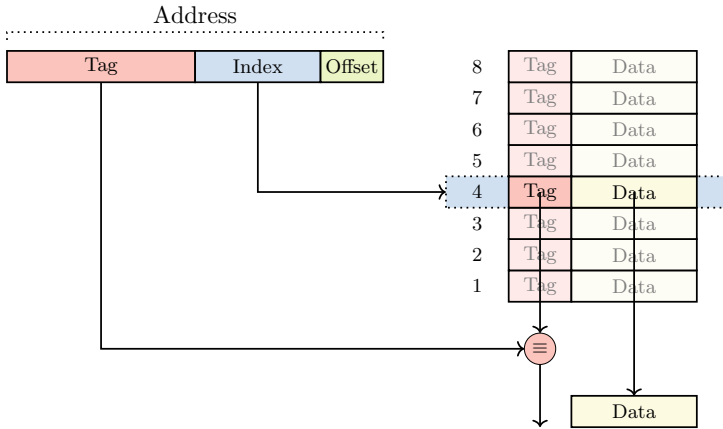 Address
Tag Index Offset
8 Tag Data
7 Tag Data
6 Tag Data
5 Tag Data
4 Tag Data
3 Tag Data
2 Tag Data
1 Tag Data
≡
Data